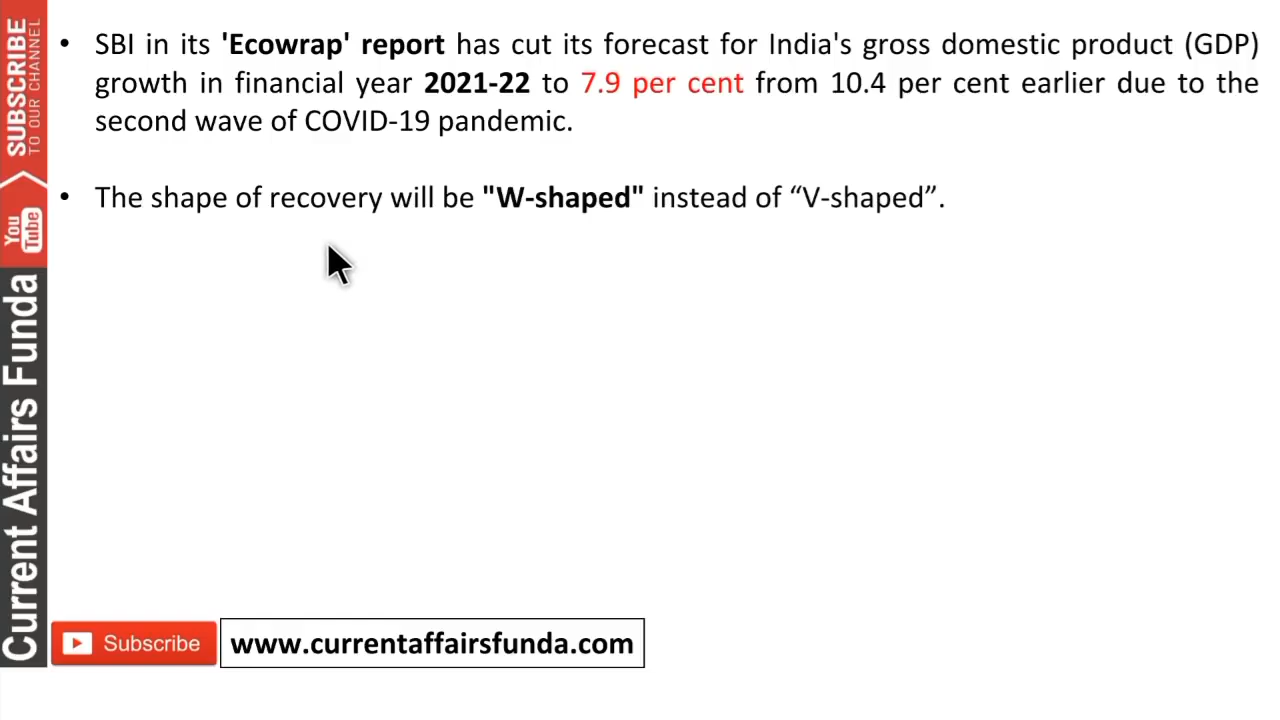 • SBI in its 'Ecowrap' report has cut its forecast for India's gross domestic product (GDP)
growth in financial year 2021-22 to 7.9 per cent from 10.4 per cent earlier due to the
second wave of COVID-19 pandemic.
• The shape of recovery will be "W-shaped" instead of “V-shaped”.
SUBSCRIBE
TO OUR CHANNEL
You
Tube
Current Affairs Funda
Subscribe
www.currentaffairsfunda.com